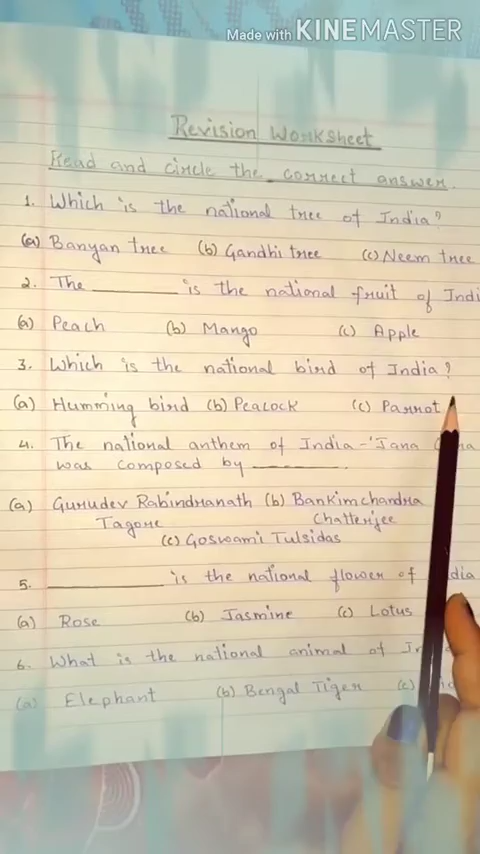 Made with KINEMASTER
Revision Worksheet
Read and circle the correct answer.
1. Which is the national tree of India?
(a) Banyan tree (b) Gandhi tree (c) Neem tree
2. The ________ is the national fruit of Indi
(a) Peach (b) Mango (c) Apple
3. Which is the national bird of India?
(a) Humming bird (b) Peacock (c) Parrot
4. The national anthem of India - 'Jana
was composed by ________.
(a) Gurudev Rabindranath (b) Bankimchandra
Tagore Chatterjee
(c) Goswami Tulsidas
5. ________ is the national flower of dia
(a) Rose (b) Jasmine (c) Lotus
6. What is the national animal of
(a) Elephant (b) Bengal Tiger (c)